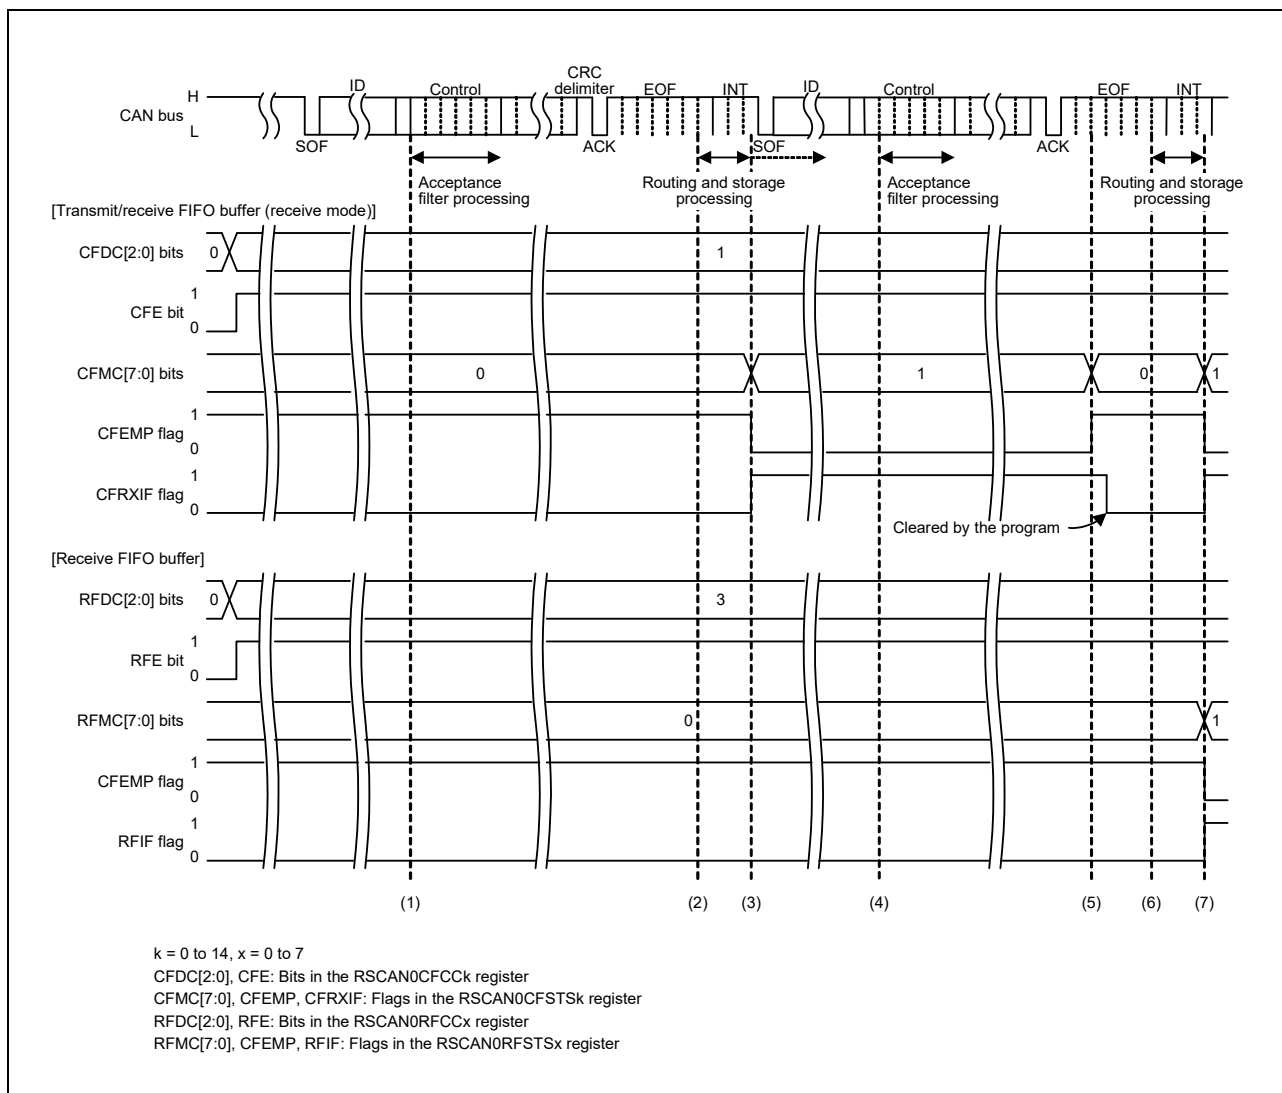 CRC
ID Control delimiter EOF INT ID Control EOF INT
H
CAN bus
L
SOF ACK SOF ACK
Acceptance
filter processing
Routing and storage
processing
Acceptance
filter processing
Routing and storage
processing
[Transmit/receive FIFO buffer (receive mode)]
CFDC[2:0] bits 0 1
1
CFE bit
0
CFMC[7:0] bits 0 1 0 1
1
CFEMP flag
0
1
CFRXIF flag
0
Cleared by the program
[Receive FIFO buffer]
RFDC[2:0] bits 0 3
1
RFE bit
0
RFMC[7:0] bits 0 1
1
CFEMP flag
0
1
RFIF flag
0
(1) (2) (3) (4) (5) (6) (7)
k = 0 to 14, x = 0 to 7
CFDC[2:0], CFE: Bits in the RSCAN0CFCCk register
CFMC[7:0], CFEMP, CFRXIF: Flags in the RSCAN0CFSTSk register
RFDC[2:0], RFE: Bits in the RSCAN0RFCCx register
RFMC[7:0], CFEMP, RFIF: Flags in the RSCAN0RFSTSx register